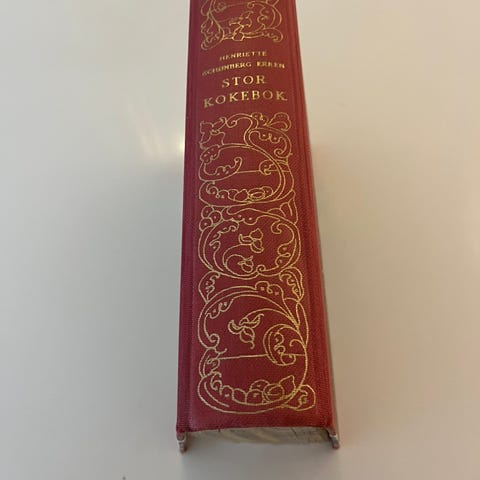 HENRIETTE
SCHØNBERG ERKEN
STOR
KOKEBOK.